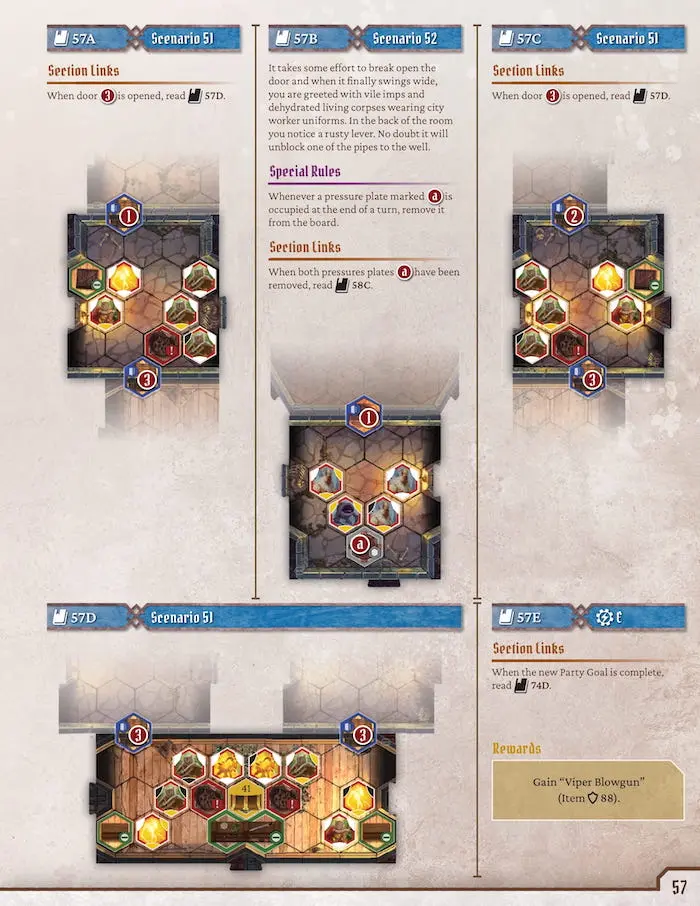 57A
Scenario 51
Section Links
When door 3 is opened, read 57D.
1
!
3
57B
Scenario 52
It takes some effort to break open the
door and when it finally swings wide,
you are greeted with vile imps and
dehydrated living corpses wearing city
worker uniforms. In the back of the room
you notice a rusty lever. No doubt it will
unblock one of the pipes to the well.
Special Rules
Whenever a pressure plate marked a is
occupied at the end of a turn, remove it
from the board.
Section Links
When both pressures plates a have been
removed, read 58C.
1
a
57C
Scenario 51
Section Links
When door 3 is opened, read 57D.
2
!
3
57D
Scenario 51
3
3
41
!
!
57E
E
Section Links
When the new Party Goal is complete,
read 74D.
Rewards
Gain “Viper Blowgun”
(Item 88).
57